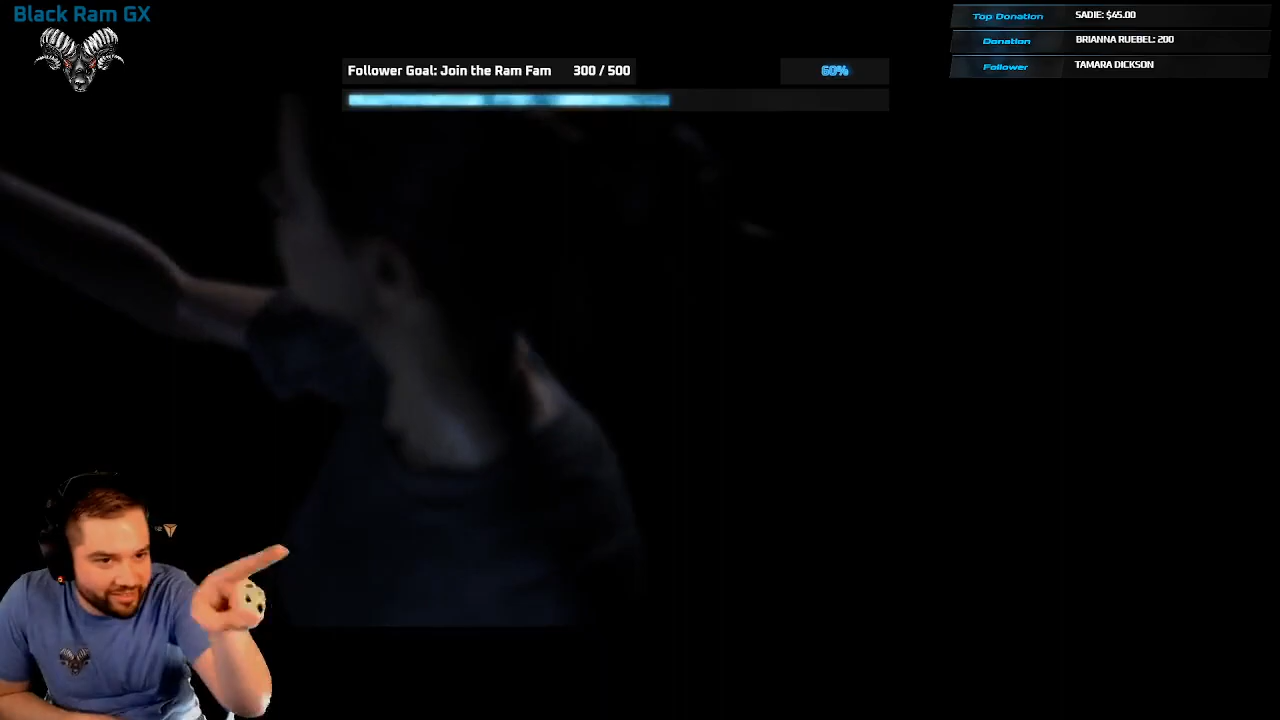 Black Ram GX
Top Donation SADIE: $45.00
Donation BRIANNA RUEBEL: 200
Follower TAMARA DICKSON
Follower Goal: Join the Ram Fam 300 / 500 60%